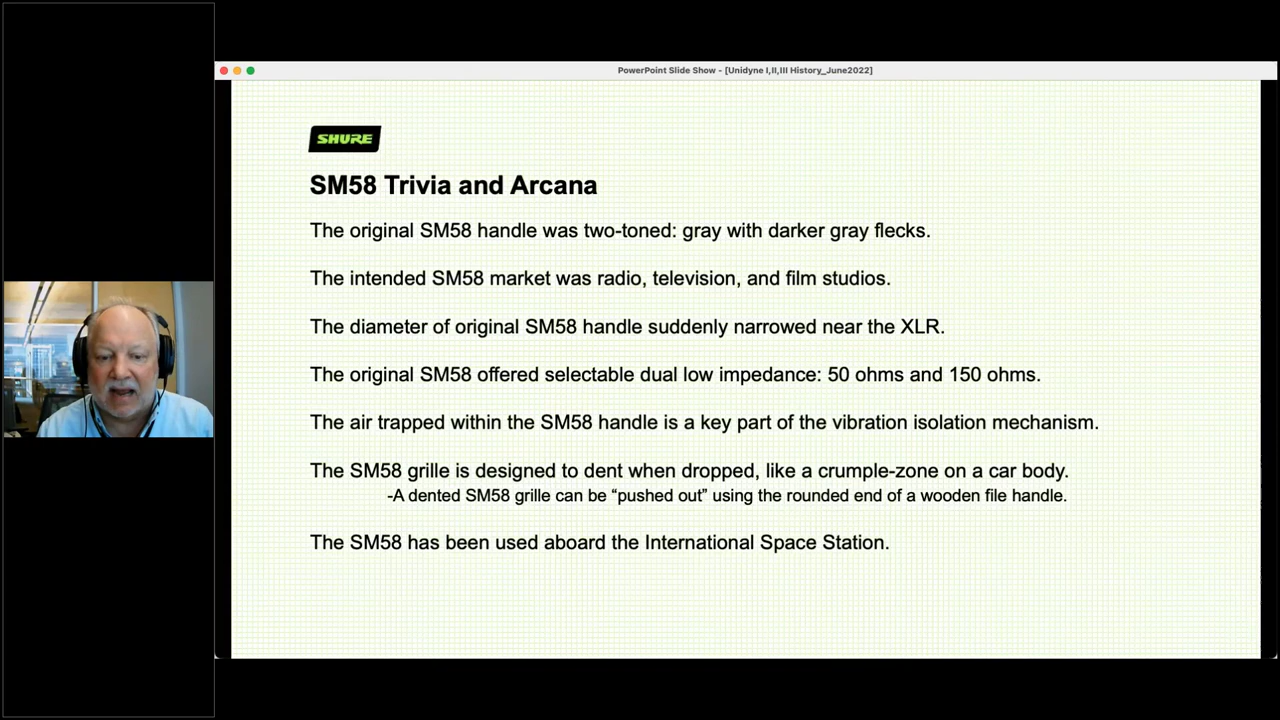 PowerPoint Slide Show - [Unidyne I,II,III History_June2022]
SHURE
SM58 Trivia and Arcana
The original SM58 handle was two-toned: gray with darker gray flecks.
The intended SM58 market was radio, television, and film studios.
The diameter of original SM58 handle suddenly narrowed near the XLR.
The original SM58 offered selectable dual low impedance: 50 ohms and 150 ohms.
The air trapped within the SM58 handle is a key part of the vibration isolation mechanism.
The SM58 grille is designed to dent when dropped, like a crumple-zone on a car body.
-A dented SM58 grille can be “pushed out” using the rounded end of a wooden file handle.
The SM58 has been used aboard the International Space Station.